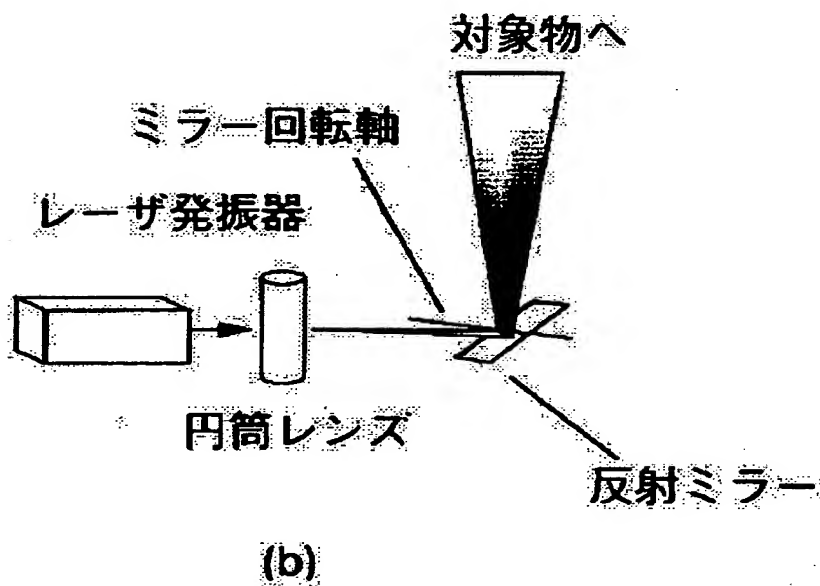 対象物へ
ミラー回転軸
レーザ発振器
円筒レンズ
反射ミラー
(b)